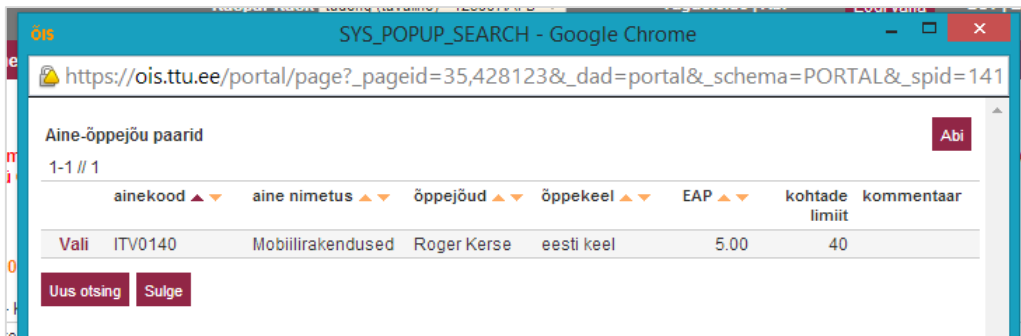 õis SYS_POPUP_SEARCH - Google Chrome
https://ois.ttu.ee/portal/page?_pageid=35,428123&_dad=portal&_schema=PORTAL&_spid=141
Aine-õppejõu paarid Abi
1-1 // 1
ainekood aine nimetus õppejõud õppekeel EAP kohtade limiit kommentaar
Vali ITV0140 Mobiilirakendused Roger Kerse eesti keel 5.00 40
Uus otsing Sulge